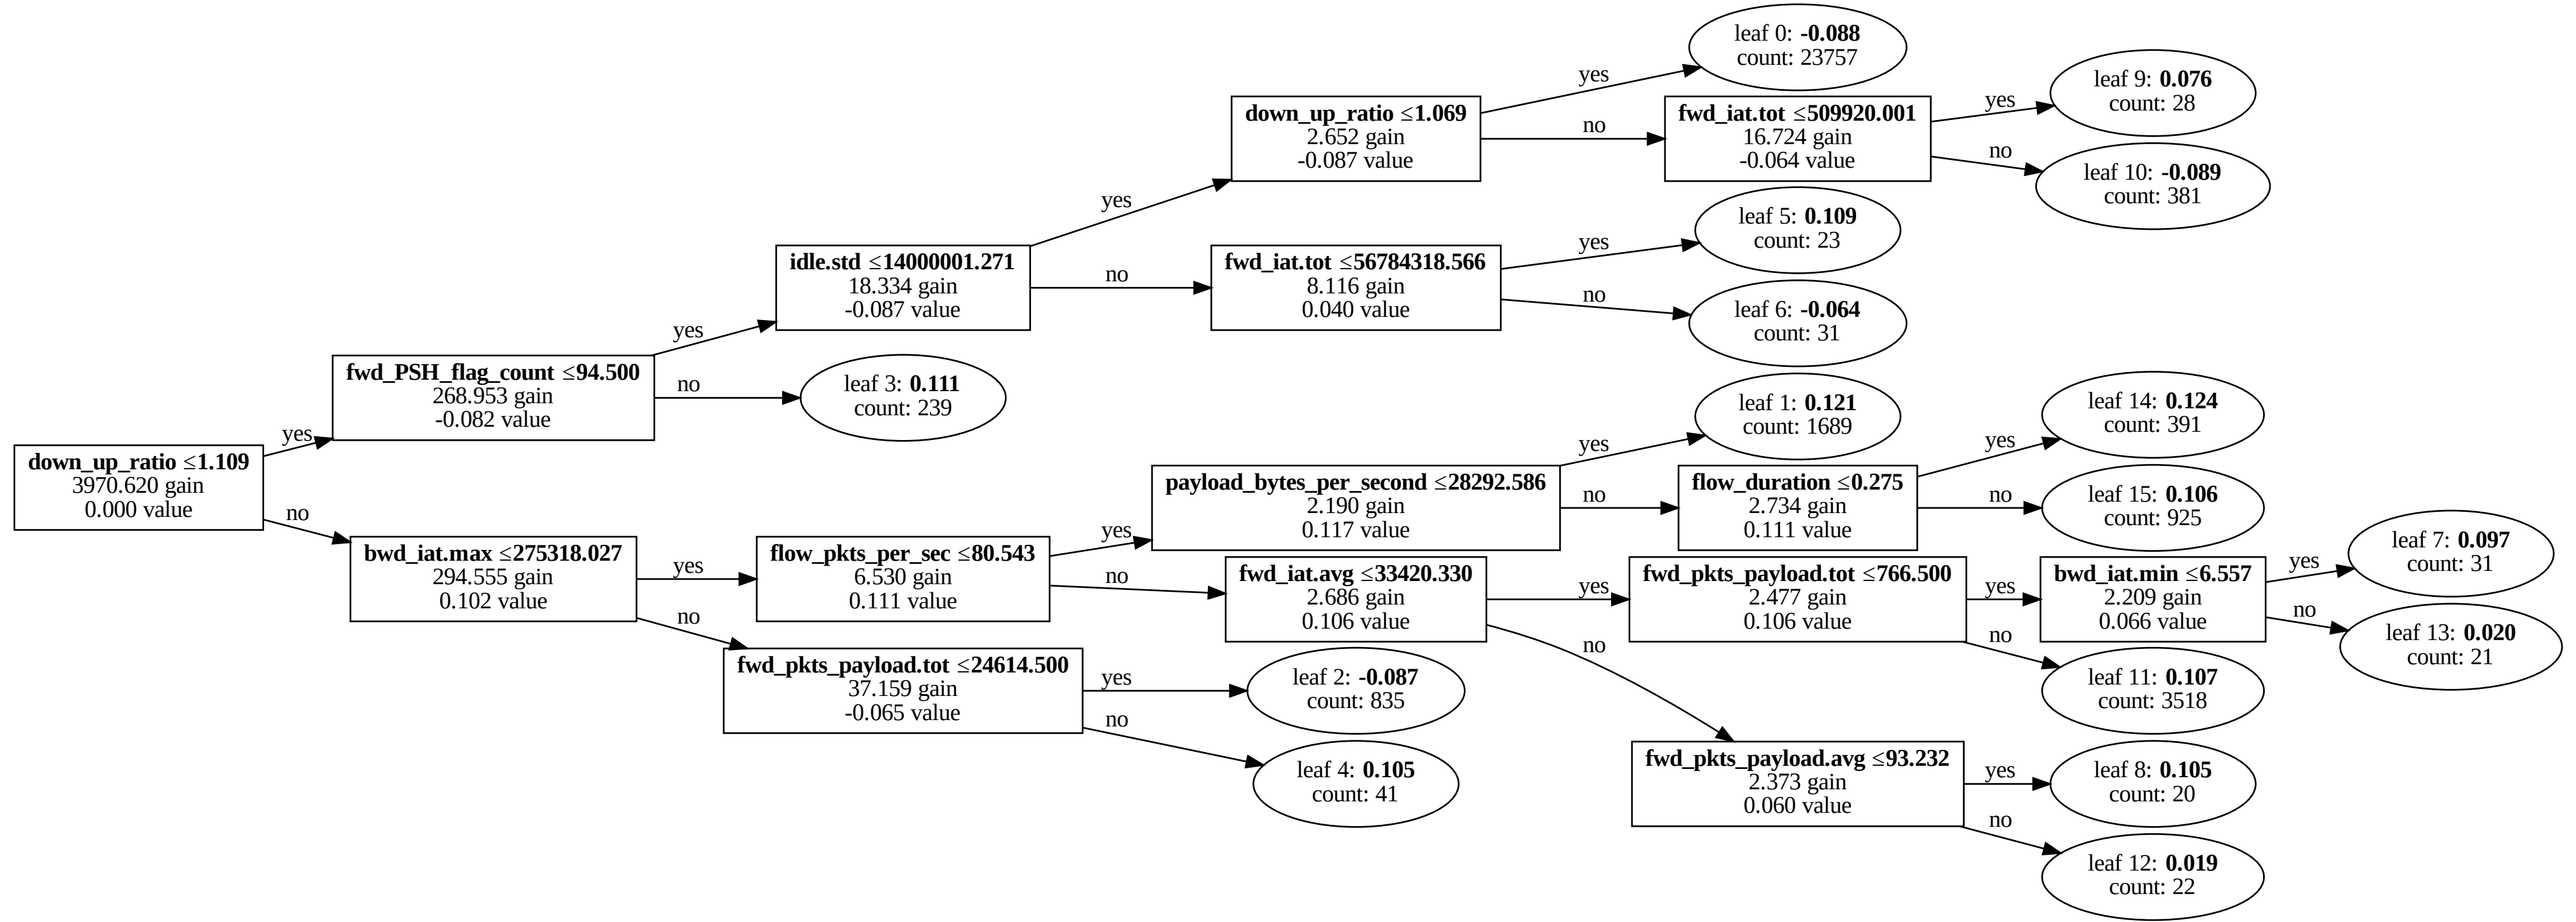 down_up_ratio ≤1.109
3970.620 gain
0.000 value
yes
no
fwd_PSH_flag_count ≤94.500
268.953 gain
-0.082 value
yes
no
bwd_iat.max ≤275318.027
294.555 gain
0.102 value
yes
no
idle.std ≤14000001.271
18.334 gain
-0.087 value
yes
no
leaf 3: 0.111
count: 239
flow_pkts_per_sec ≤80.543
6.530 gain
0.111 value
yes
no
fwd_pkts_payload.tot ≤24614.500
37.159 gain
-0.065 value
yes
no
down_up_ratio ≤1.069
2.652 gain
-0.087 value
yes
no
fwd_iat.tot ≤56784318.566
8.116 gain
0.040 value
yes
no
payload_bytes_per_second ≤28292.586
2.190 gain
0.117 value
yes
no
fwd_iat.avg ≤33420.330
2.686 gain
0.106 value
yes
no
leaf 2: -0.087
count: 835
leaf 4: 0.105
count: 41
leaf 0: -0.088
count: 23757
fwd_iat.tot ≤509920.001
16.724 gain
-0.064 value
yes
no
leaf 5: 0.109
count: 23
leaf 6: -0.064
count: 31
leaf 1: 0.121
count: 1689
flow_duration ≤0.275
2.734 gain
0.111 value
yes
no
fwd_pkts_payload.tot ≤766.500
2.477 gain
0.106 value
yes
no
fwd_pkts_payload.avg ≤93.232
2.373 gain
0.060 value
yes
no
leaf 9: 0.076
count: 28
leaf 10: -0.089
count: 381
leaf 14: 0.124
count: 391
leaf 15: 0.106
count: 925
bwd_iat.min ≤6.557
2.209 gain
0.066 value
yes
no
leaf 11: 0.107
count: 3518
leaf 8: 0.105
count: 20
leaf 12: 0.019
count: 22
leaf 7: 0.097
count: 31
leaf 13: 0.020
count: 21